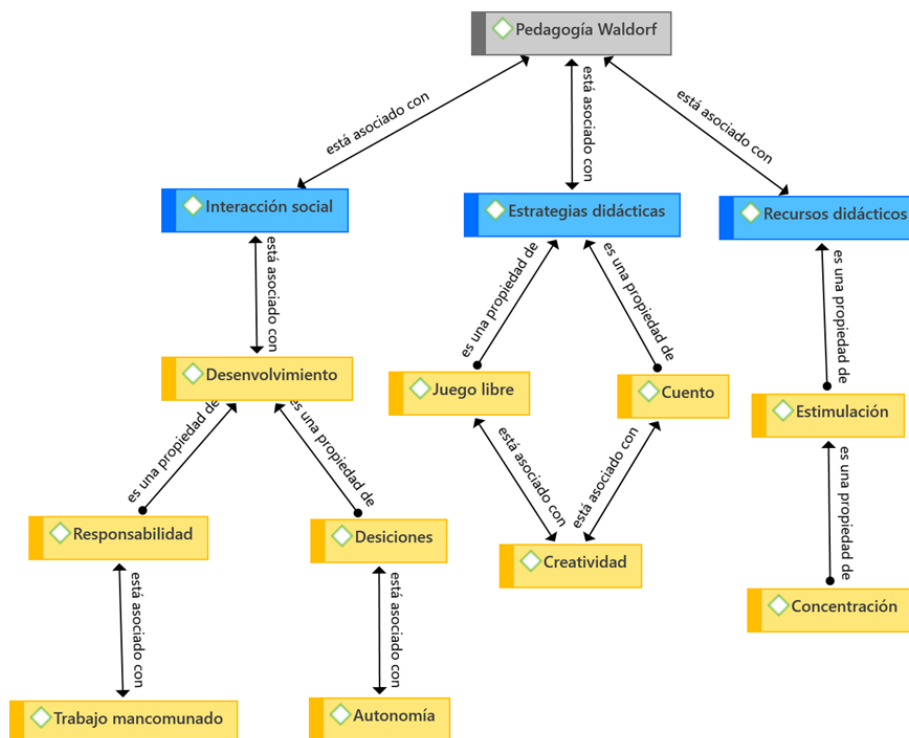 Pedagogía Waldorf
está asociado con
está asociado con
está asociado con
Interacción social
Estrategias didácticas
Recursos didácticos
está asociado con
es una propiedad de
es una propiedad de
es una propiedad de
Desenvolvimiento
Juego libre
Cuento
Estimulación
es una propiedad de
es una propiedad de
está asociado con
está asociado con
es una propiedad de
Responsabilidad
Desiciones
Creatividad
Concentración
está asociado con
está asociado con
Trabajo mancomunado
Autonomía